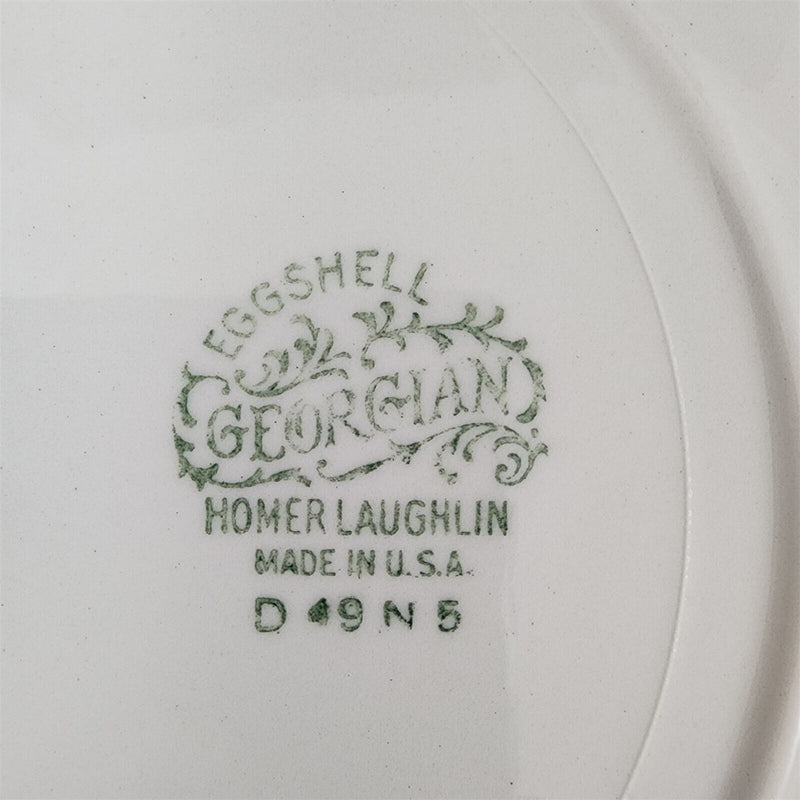 EGGSHELL
GEORGIAN
HOMER LAUGHLIN
MADE IN U.S.A.
D 49 N 5